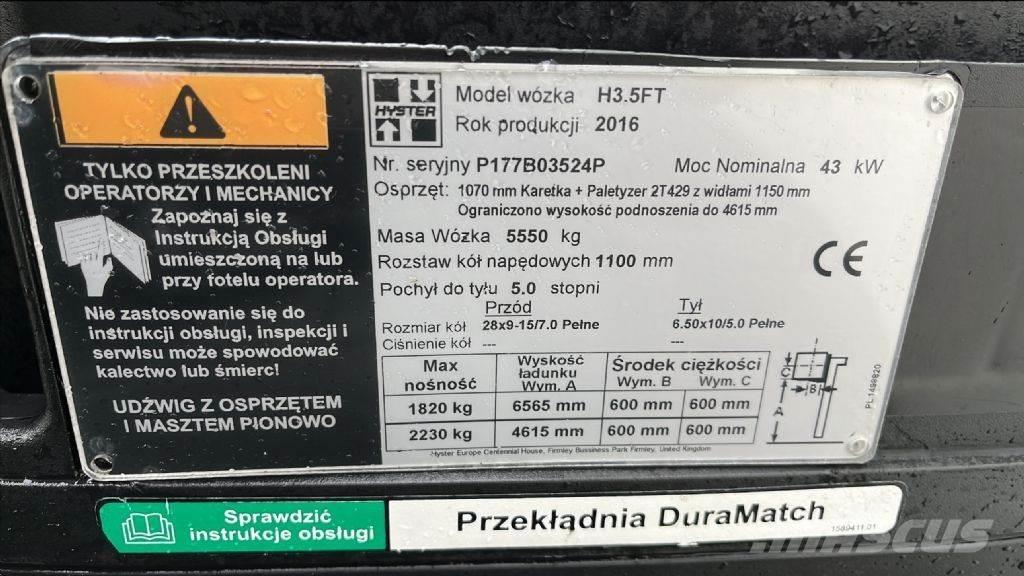 TYLKO PRZESZKOLENI
OPERATORZY I MECHANICY
Zapoznaj się z
Instrukcją Obsługi
umieszczoną na lub
przy fotelu operatora.
Nie zastosowanie się do
instrukcji obsługi, inspekcji i
serwisu może spowodować
kalectwo lub śmierc!
UDŹWIG Z OSPRZĘTEM
I MASZTEM PIONOWO
HYSTER
Model wózka H3.5FT
Rok produkcji 2016
Nr. seryjny P177B03524P Moc Nominalna 43 kW
Osprzęt: 1070 mm Karetka + Paletyzer 2T429 z widłami 1150 mm
Ograniczono wysokość podnoszenia do 4615 mm
Masa Wózka 5550 kg
Rozstaw kół napędowych 1100 mm
CE
Pochył do tyłu 5.0 stopni
Przód Tył
Rozmiar kół 28x9-15/7.0 Pełne 6.50x10/5.0 Pełne
Ciśnienie kół --- ---
Max nośność Wyskość ładunku Wym. A Środek ciężkości Wym. B Wym. C
1820 kg 6565 mm 600 mm 600 mm
2230 kg 4615 mm 600 mm 600 mm
C
B
A
PL-1499820
Hyster Europe Centennial House, Firmley Bussiness Park Firmley, United Kingdom
Sprawdzić
instrukcje obsługi
Przekłądnia DuraMatch
1589411.01
MASCUS